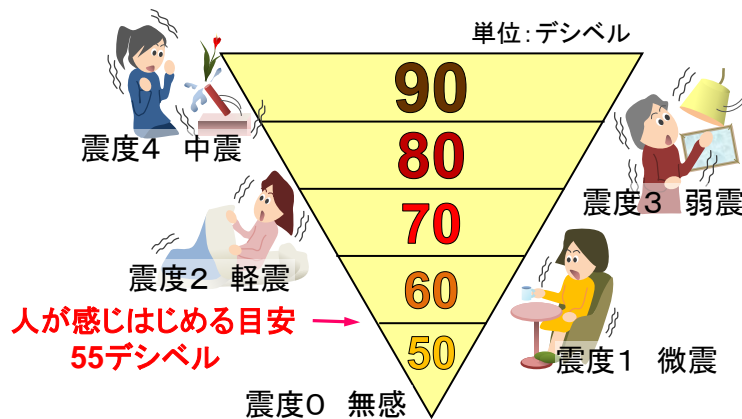 単位：デシベル
90
震度4　中震
80
震度3　弱震
70
震度2　軽震
60
人が感じはじめる目安
55デシベル
50
震度1　微震
震度0　無感